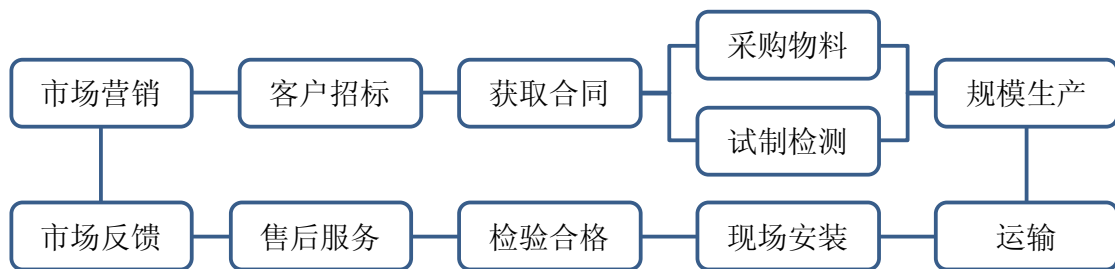 采购物料
市场营销
客户招标
获取合同
规模生产
试制检测
市场反馈
售后服务
检验合格
现场安装
运输